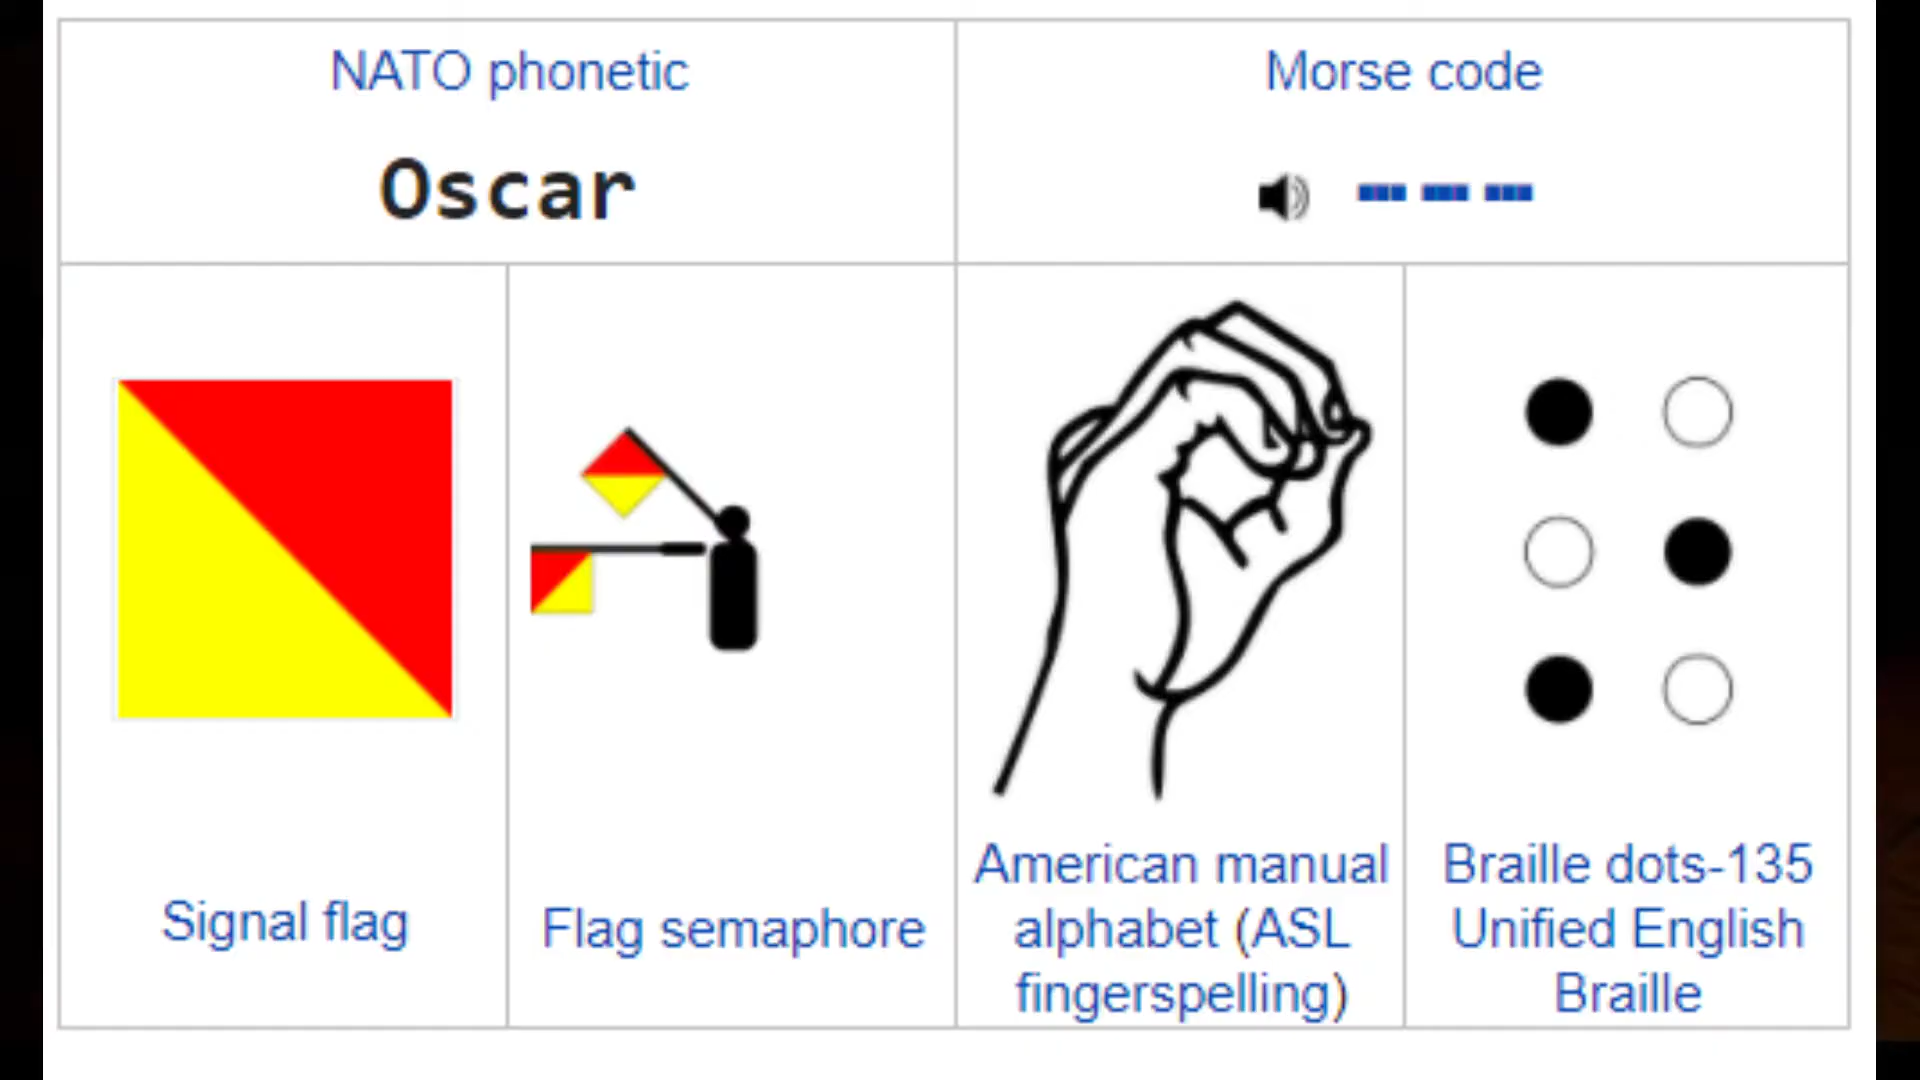 NATO phonetic
Morse code
Oscar
Signal flag
Flag semaphore
American manual
alphabet (ASL
fingerspelling)
Braille dots-135
Unified English
Braille